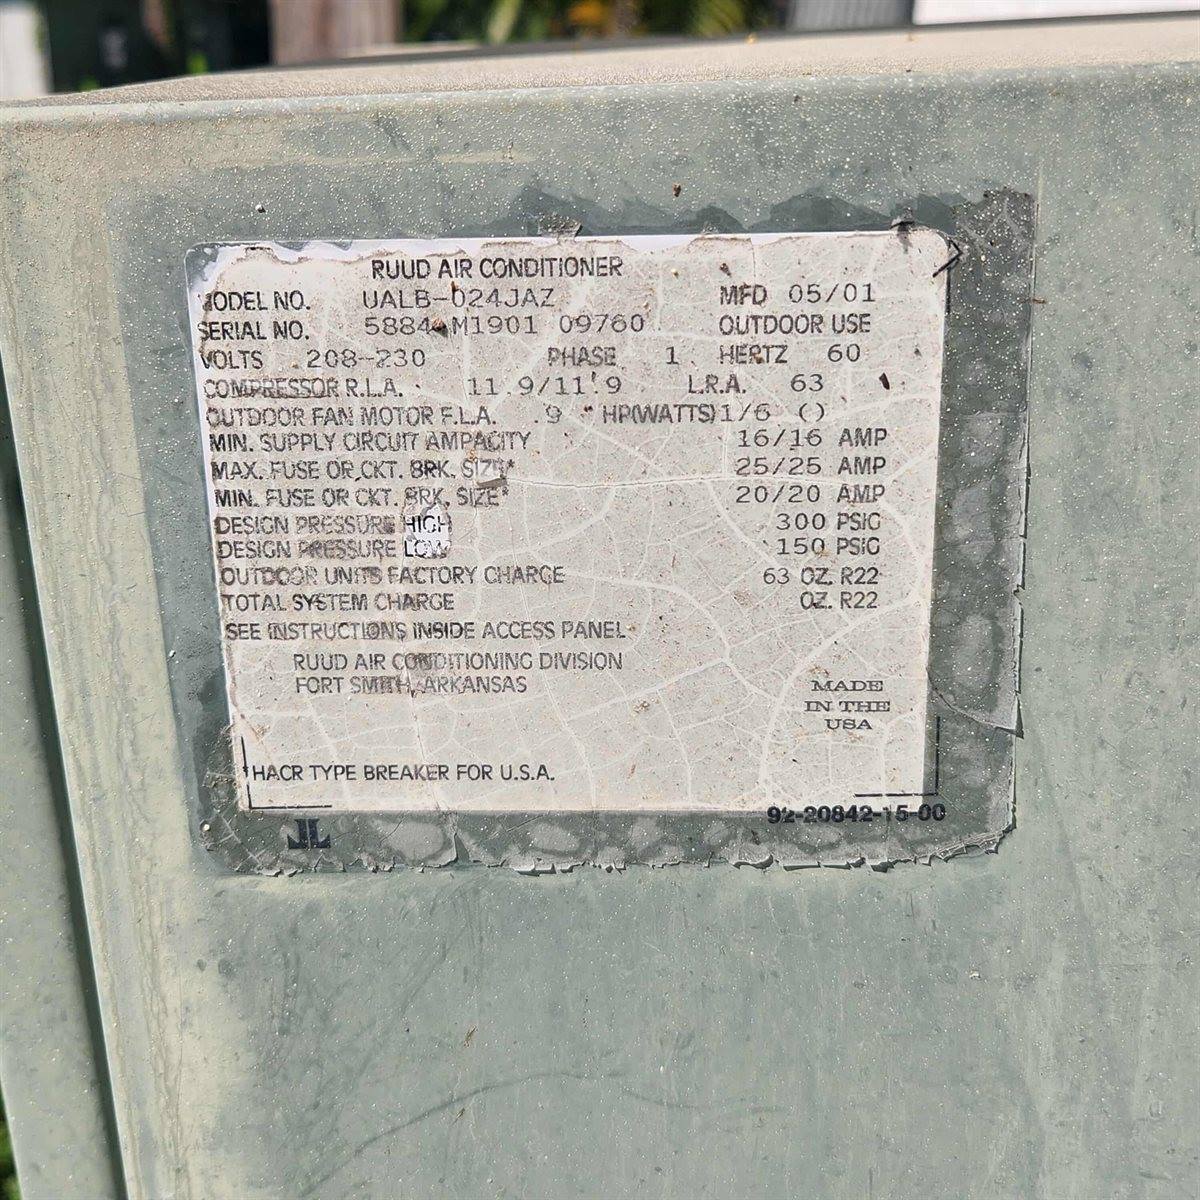 RUUD AIR CONDITIONER
MODEL NO. UALB-024JAZ MFD 05/01
SERIAL NO. 5884 M1901 09760 OUTDOOR USE
VOLTS 208-230 PHASE 1 HERTZ 60
COMPRESSOR R.L.A. 11.9/11.9 L.R.A. 63
OUTDOOR FAN MOTOR F.L.A. .9 HP(WATTS) 1/6 ()
MIN. SUPPLY CIRCUIT AMPACITY 16/16 AMP
MAX. FUSE OR CKT. BRK. SIZE* 25/25 AMP
MIN. FUSE OR CKT. BRK. SIZE* 20/20 AMP
DESIGN PRESSURE HIGH 300 PSIG
DESIGN PRESSURE LOW 150 PSIG
OUTDOOR UNITS FACTORY CHARGE 63 OZ. R22
TOTAL SYSTEM CHARGE OZ. R22
SEE INSTRUCTIONS INSIDE ACCESS PANEL
RUUD AIR CONDITIONING DIVISION
FORT SMITH, ARKANSAS
MADE
IN THE
USA
*HACR TYPE BREAKER FOR U.S.A.
92-20842-15-00